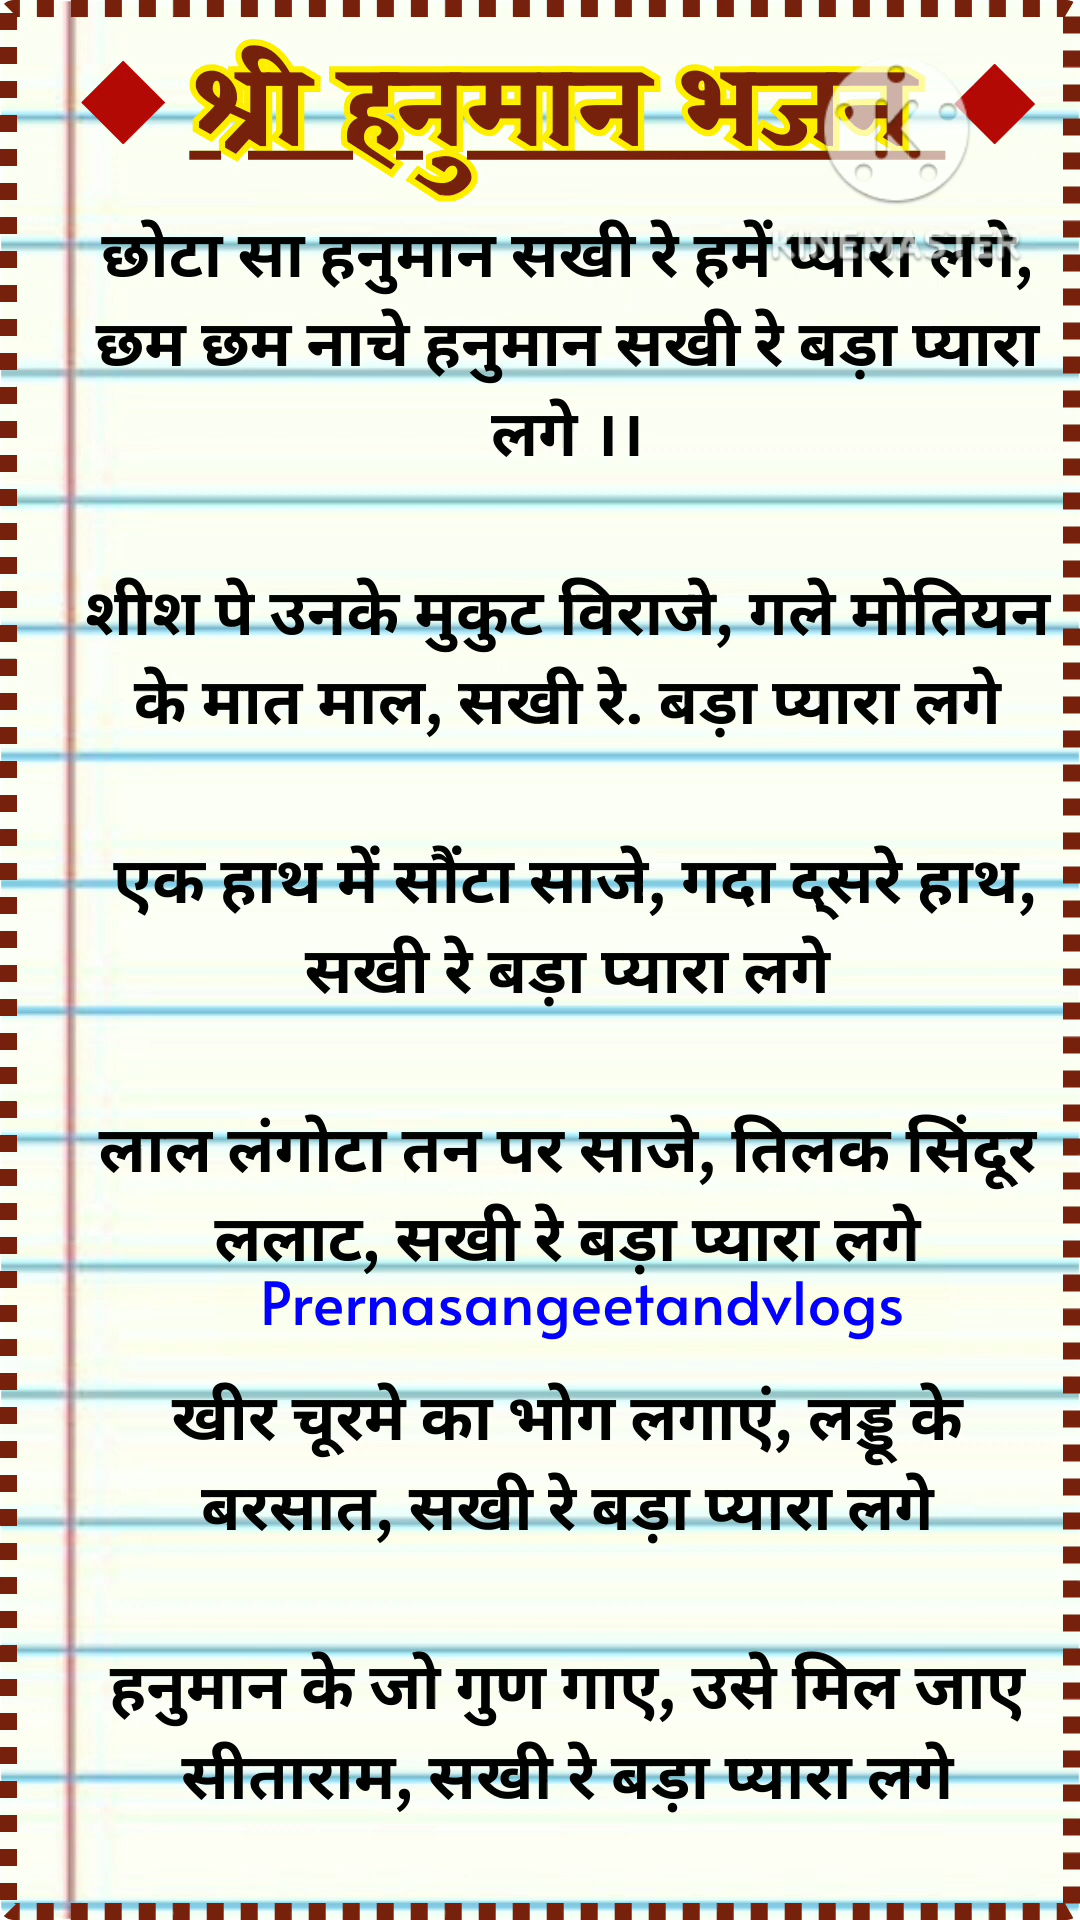 श्री हनुमान भजन
KINEMASTER
छोटा सा हनुमान सखी रे हमें प्यारा लगे,
छम छम नाचे हनुमान सखी रे बड़ा प्यारा
लगे ।।
शीश पे उनके मुकुट विराजे, गले मोतियन
के मात माल, सखी रे. बड़ा प्यारा लगे
एक हाथ में सौंटा साजे, गदा द्सरे हाथ,
सखी रे बड़ा प्यारा लगे
लाल लंगोटा तन पर साजे, तिलक सिंदूर
ललाट, सखी रे बड़ा प्यारा लगे
Prernasangeetandvlogs
खीर चूरमे का भोग लगाएं, लड्डू के
बरसात, सखी रे बड़ा प्यारा लगे
हनुमान के जो गुण गाए, उसे मिल जाए
सीताराम, सखी रे बड़ा प्यारा लगे